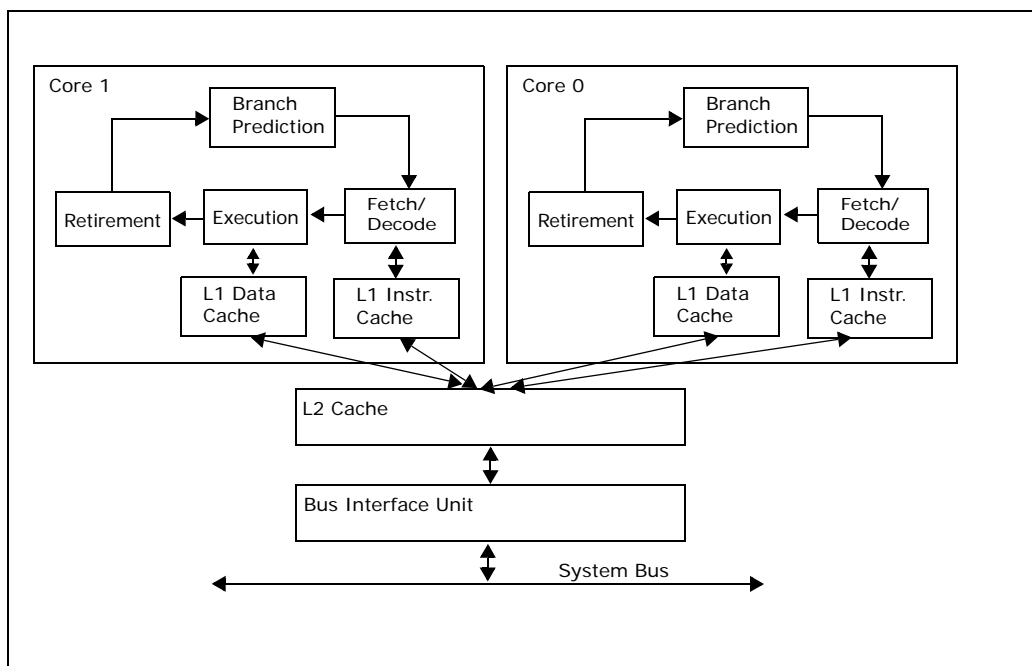 Core 1
Branch
Prediction
Retirement
Execution
Fetch/
Decode
L1 Data
Cache
L1 Instr.
Cache
Core 0
Branch
Prediction
Retirement
Execution
Fetch/
Decode
L1 Data
Cache
L1 Instr.
Cache
L2 Cache
Bus Interface Unit
System Bus